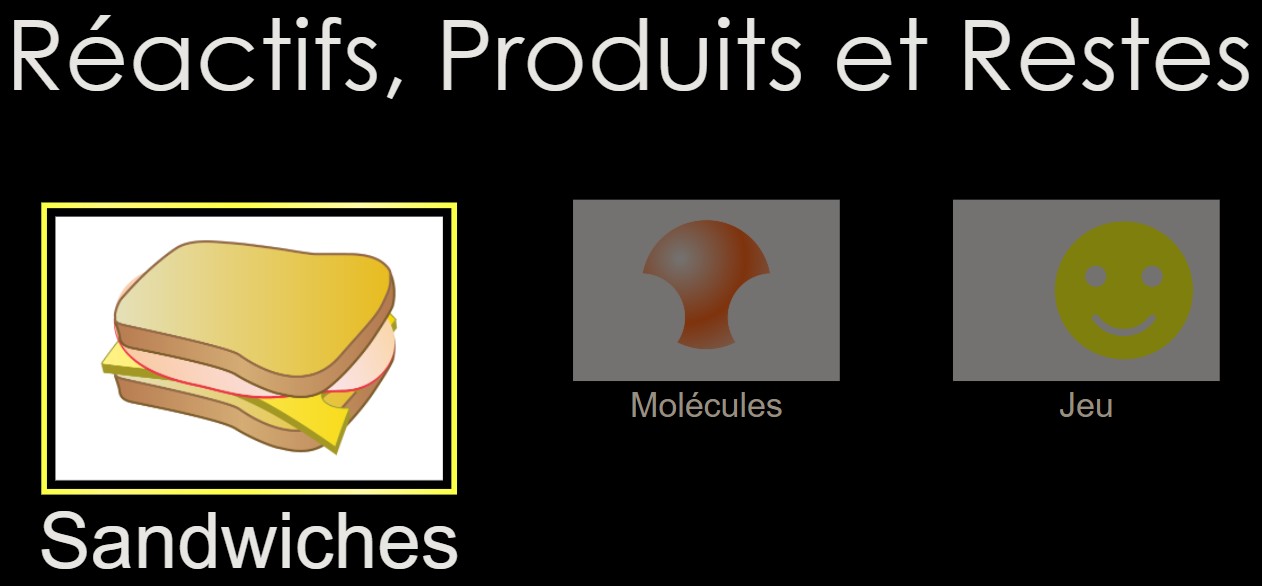 Réactifs, Produits et Restes
Sandwiches
Molécules
Jeu